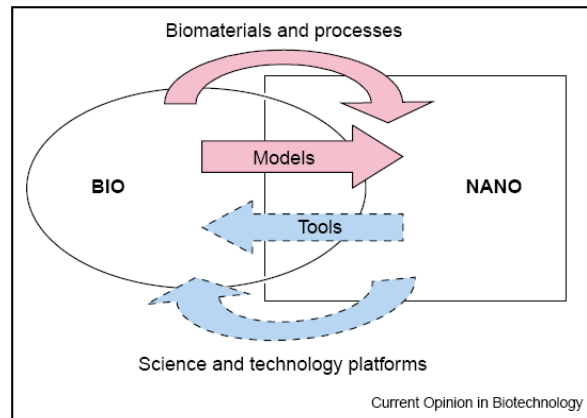 Biomaterials and processes
Models
BIO
NANO
Tools
Science and technology platforms
Current Opinion in Biotechnology